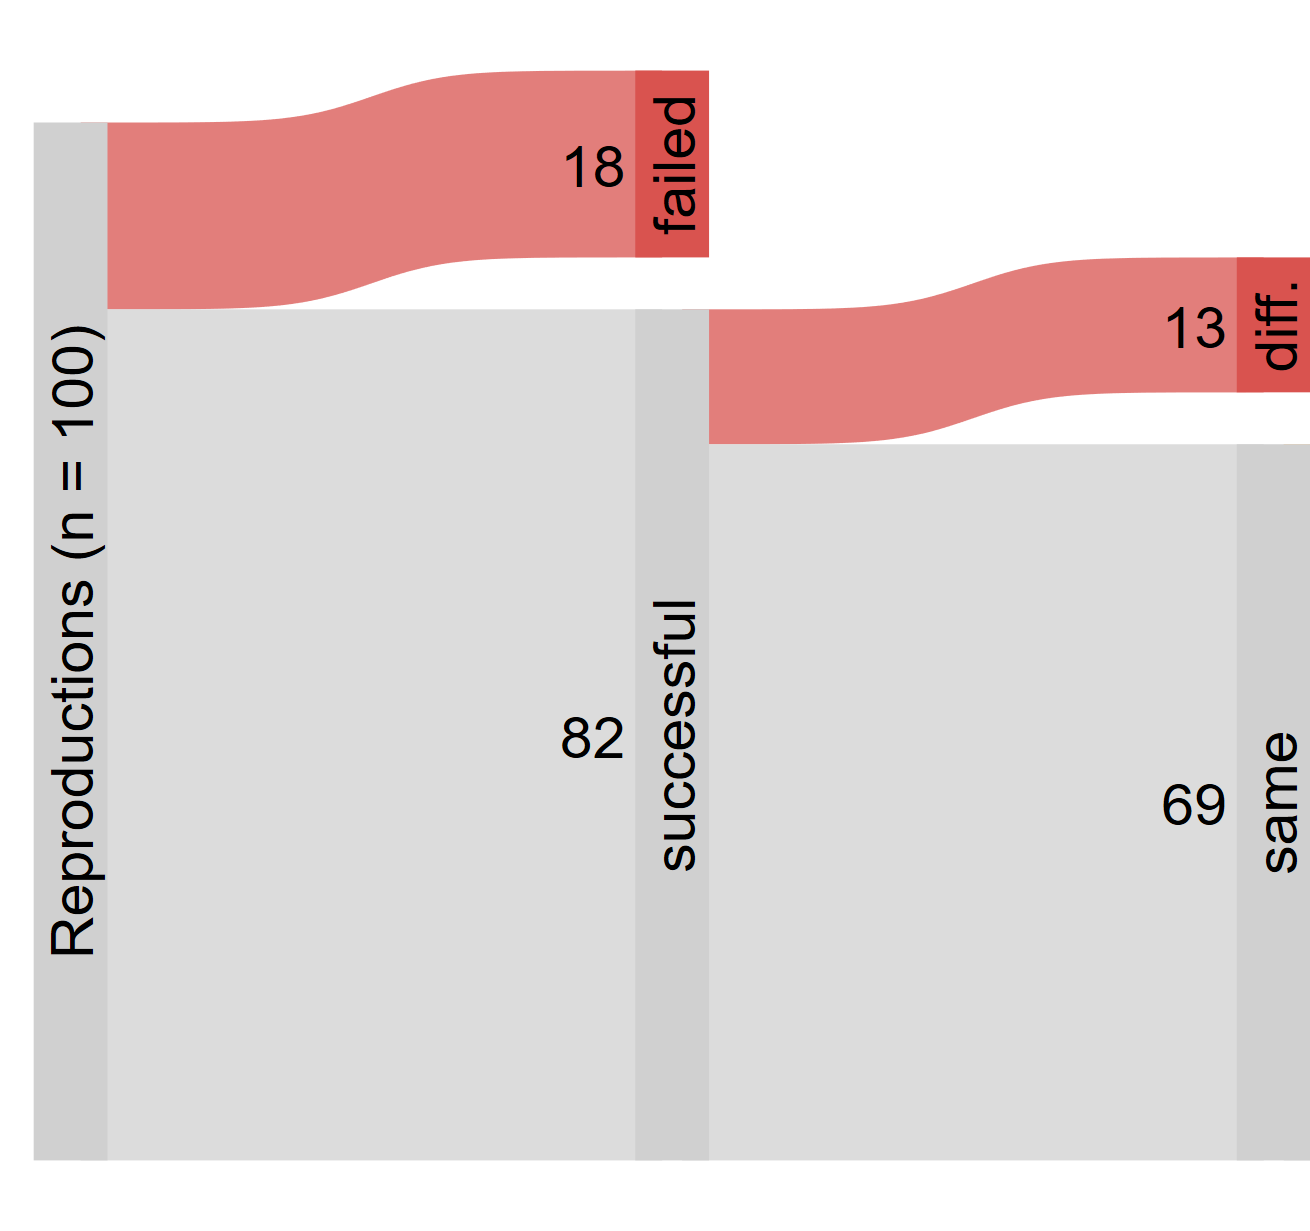 Reproductions (n = 100)
18
failed
82
successful
13
diff.
69
same